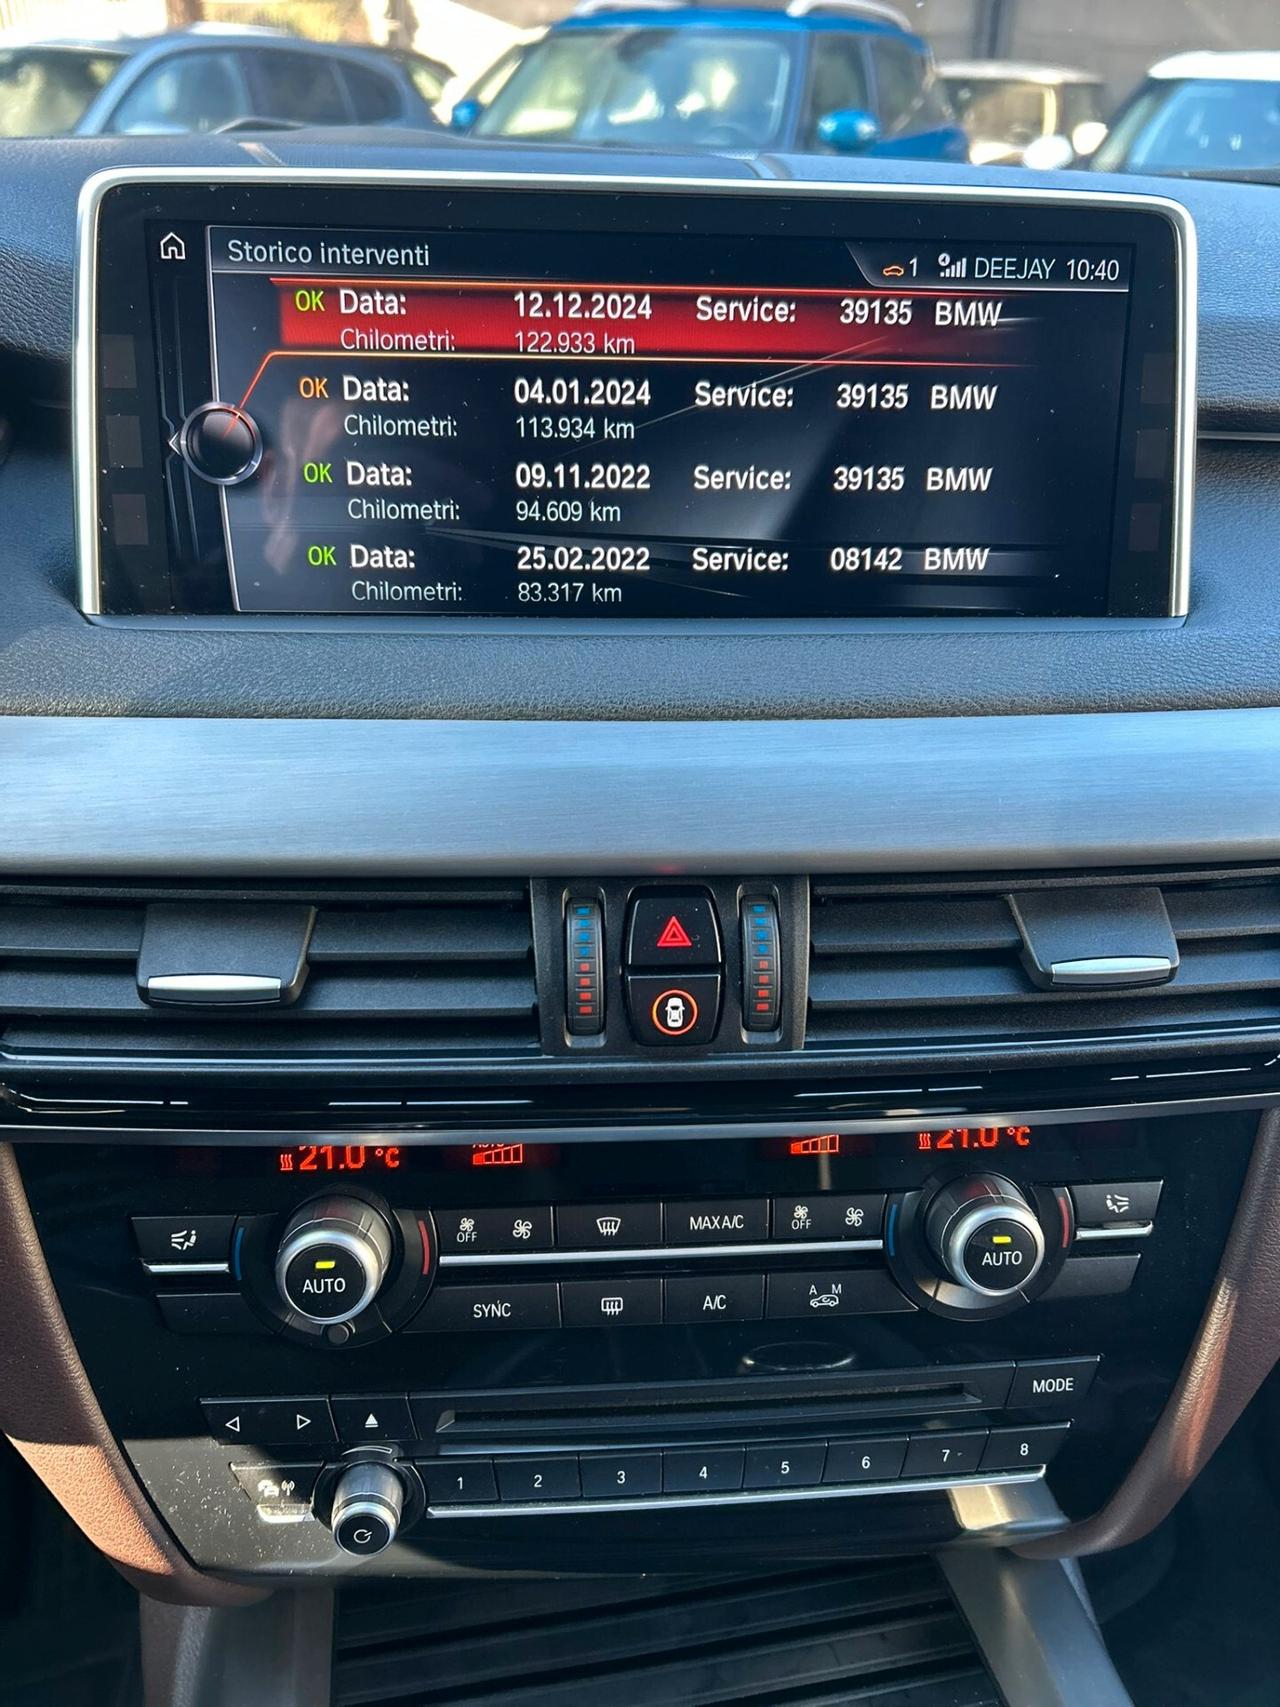 Storico interventi
1 DEEJAY 10:40
OK Data: 12.12.2024 Service: 39135 BMW
Chilometri: 122.933 km
OK Data: 04.01.2024 Service: 39135 BMW
Chilometri: 113.934 km
OK Data: 09.11.2022 Service: 39135 BMW
Chilometri: 94.609 km
OK Data: 25.02.2022 Service: 08142 BMW
Chilometri: 83.317 km
21.0 °C AUTO 21.0 °C
OFF MAX A/C OFF
AUTO AUTO
SYNC A/C A M
MODE
1 2 3 4 5 6 7 8